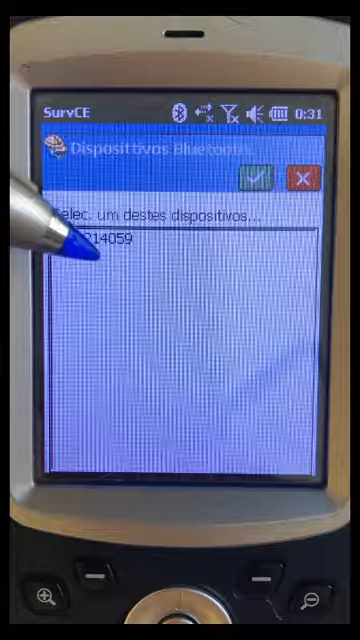 SurvCE 0:31
Dispositivos Bluetooth
Selec. um destes dispositivos...
214059